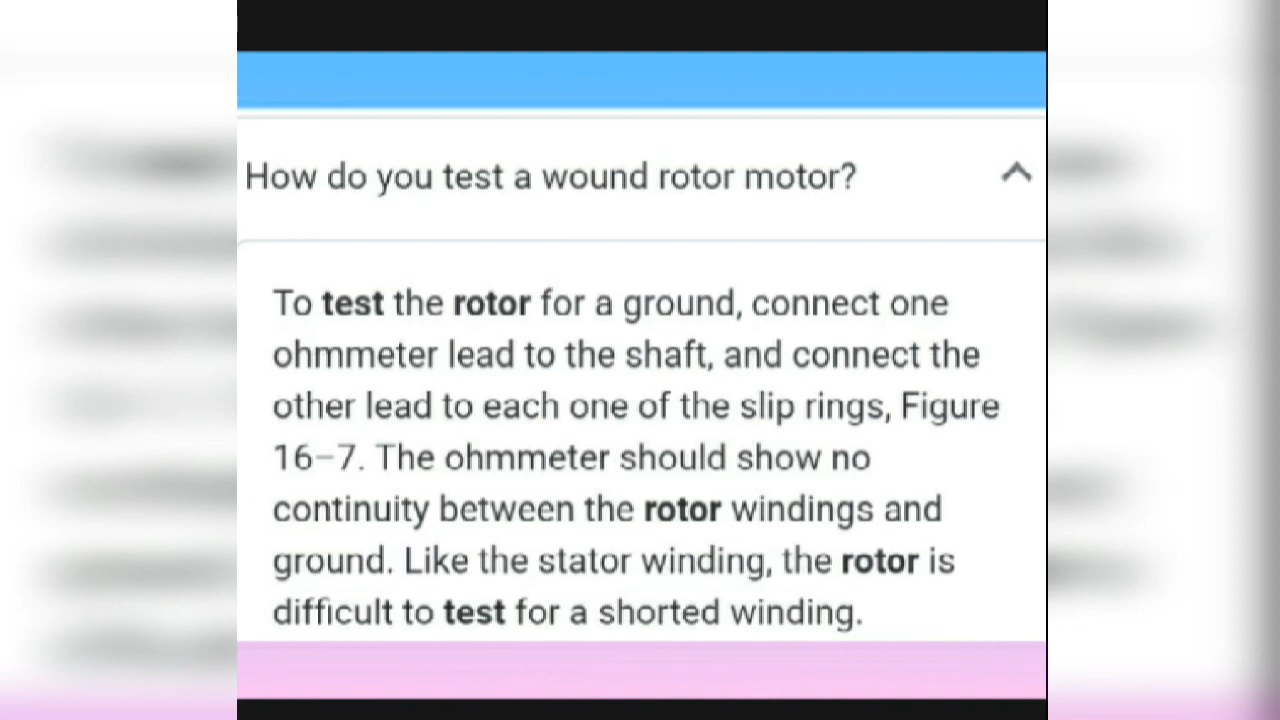 How do you test a wound rotor motor?
To test the rotor for a ground, connect one
ohmmeter lead to the shaft, and connect the
other lead to each one of the slip rings, Figure
16–7. The ohmmeter should show no
continuity between the rotor windings and
ground. Like the stator winding, the rotor is
difficult to test for a shorted winding.